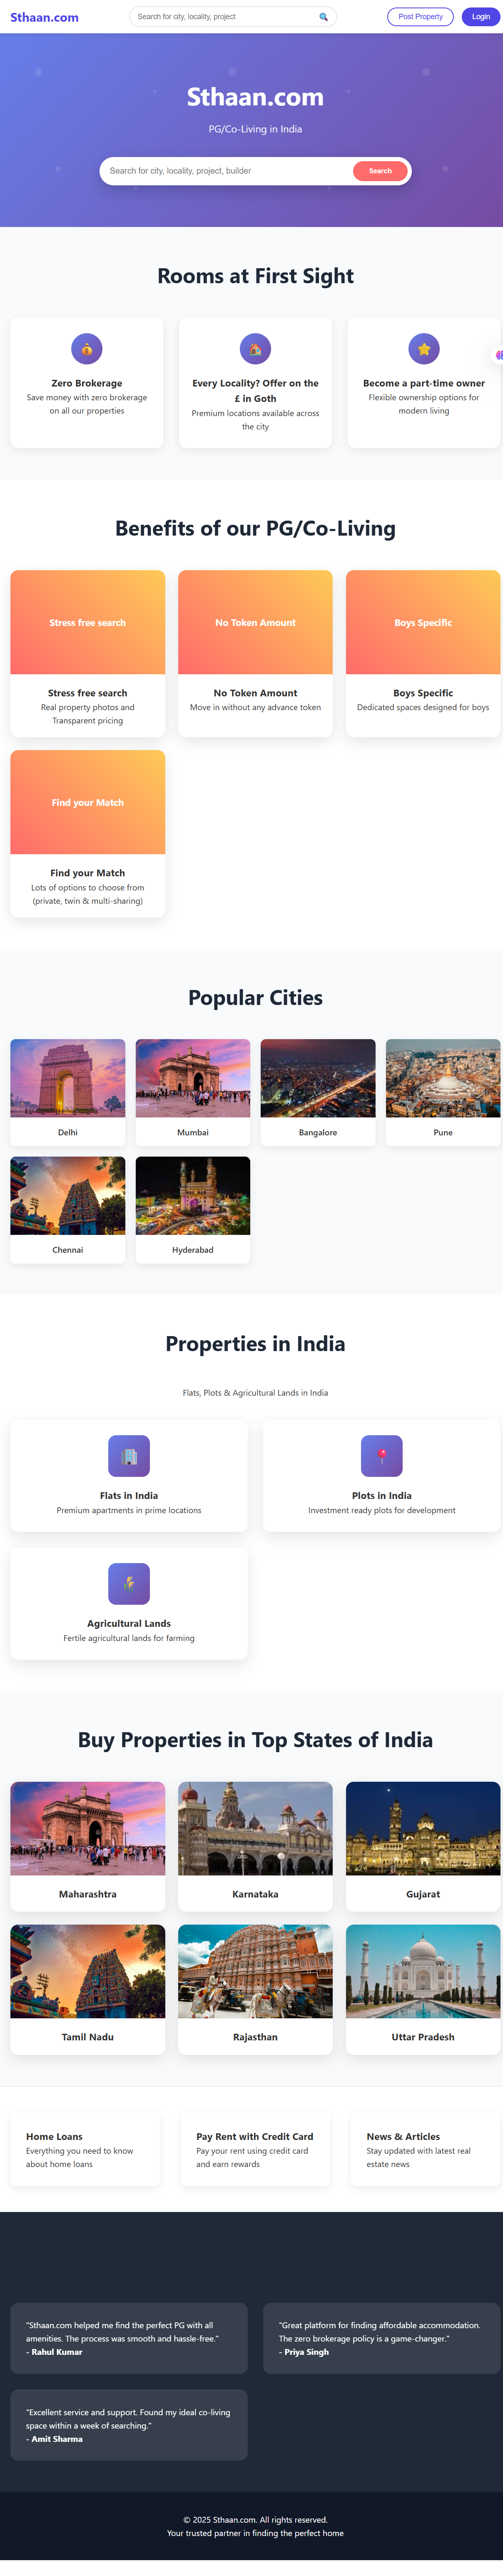 Sthaan.com
Search for city, locality, project
Post Property
Login
Sthaan.com
PG/Co-Living in India
Search for city, locality, project, builder
Search
Rooms at First Sight
Zero Brokerage
Save money with zero brokerage
on all our properties
Every Locality? Offer on the
£ in Goth
Premium locations available across
the city
Become a part-time owner
Flexible ownership options for
modern living
Benefits of our PG/Co-Living
Stress free search
No Token Amount
Boys Specific
Stress free search
Real property photos and
Transparent pricing
No Token Amount
Move in without any advance token
Boys Specific
Dedicated spaces designed for boys
Find your Match
Find your Match
Lots of options to choose from
(private, twin & multi-sharing)
Popular Cities
Delhi
Mumbai
Bangalore
Pune
Chennai
Hyderabad
Properties in India
Flats, Plots & Agricultural Lands in India
Flats in India
Premium apartments in prime locations
Plots in India
Investment ready plots for development
Agricultural Lands
Fertile agricultural lands for farming
Buy Properties in Top States of India
Maharashtra
Karnataka
Gujarat
Tamil Nadu
Rajasthan
Uttar Pradesh
Home Loans
Everything you need to know
about home loans
Pay Rent with Credit Card
Pay your rent using credit card
and earn rewards
News & Articles
Stay updated with latest real
estate news
"Sthaan.com helped me find the perfect PG with all
amenities. The process was smooth and hassle-free."
- Rahul Kumar
"Great platform for finding affordable accommodation.
The zero brokerage policy is a game-changer."
- Priya Singh
"Excellent service and support. Found my ideal co-living
space within a week of searching."
- Amit Sharma
© 2025 Sthaan.com. All rights reserved.
Your trusted partner in finding the perfect home